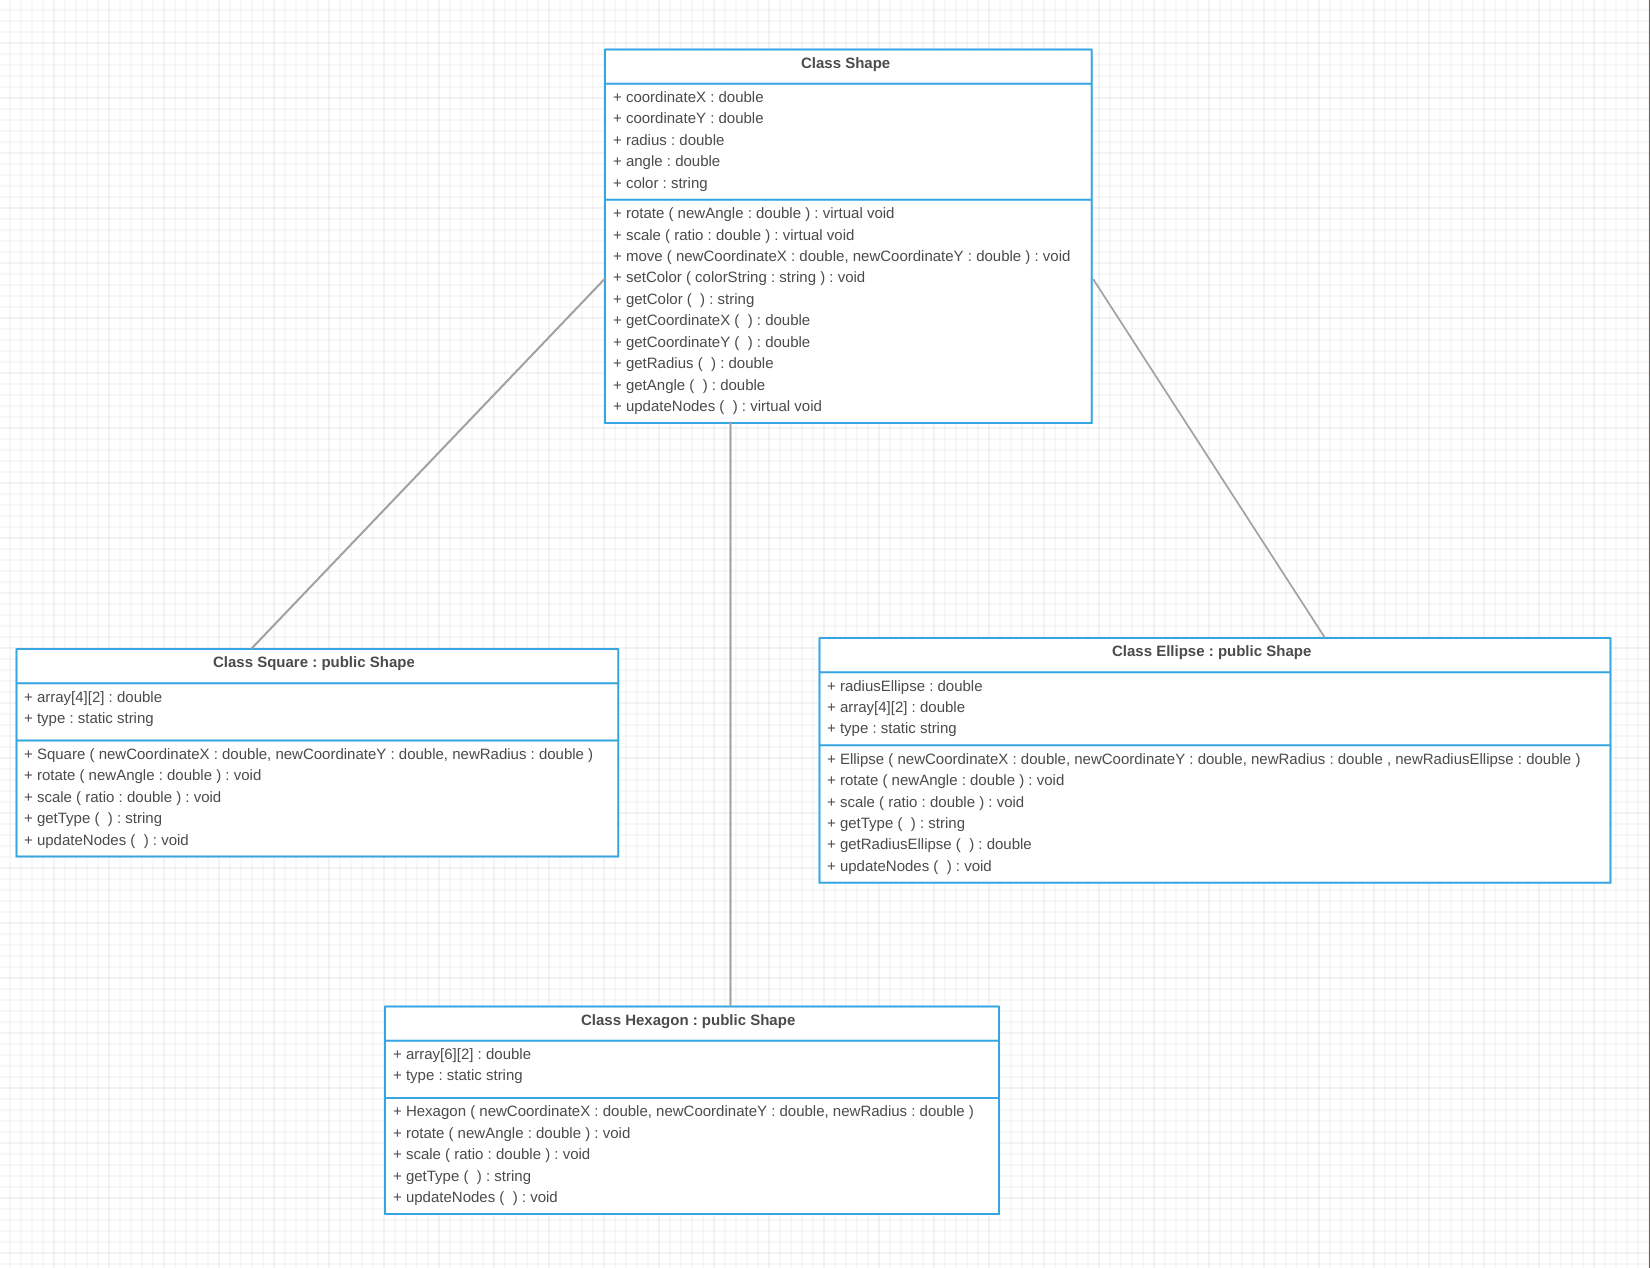 Class Shape
+ coordinateX : double
+ coordinateY : double
+ radius : double
+ angle : double
+ color : string
+ rotate ( newAngle : double ) : virtual void
+ scale ( ratio : double ) : virtual void
+ move ( newCoordinateX : double, newCoordinateY : double ) : void
+ setColor ( colorString : string ) : void
+ getColor (  ) : string
+ getCoordinateX (  ) : double
+ getCoordinateY (  ) : double
+ getRadius (  ) : double
+ getAngle (  ) : double
+ updateNodes (  ) : virtual void
Class Square : public Shape
+ array[4][2] : double
+ type : static string
+ Square ( newCoordinateX : double, newCoordinateY : double, newRadius : double )
+ rotate ( newAngle : double ) : void
+ scale ( ratio : double ) : void
+ getType (  ) : string
+ updateNodes (  ) : void
Class Ellipse : public Shape
+ radiusEllipse : double
+ array[4][2] : double
+ type : static string
+ Ellipse ( newCoordinateX : double, newCoordinateY : double, newRadius : double , newRadiusEllipse : double )
+ rotate ( newAngle : double ) : void
+ scale ( ratio : double ) : void
+ getType (  ) : string
+ getRadiusEllipse (  ) : double
+ updateNodes (  ) : void
Class Hexagon : public Shape
+ array[6][2] : double
+ type : static string
+ Hexagon ( newCoordinateX : double, newCoordinateY : double, newRadius : double )
+ rotate ( newAngle : double ) : void
+ scale ( ratio : double ) : void
+ getType (  ) : string
+ updateNodes (  ) : void